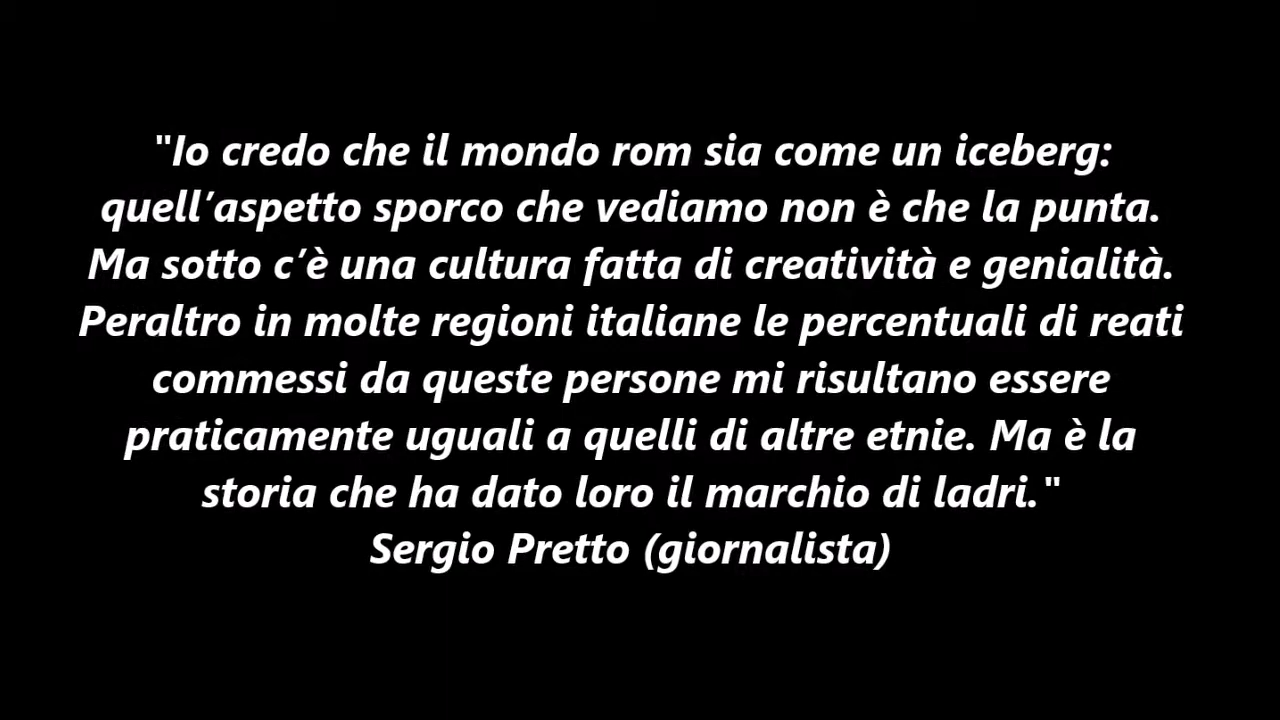 "Io credo che il mondo rom sia come un iceberg:
quell’aspetto sporco che vediamo non è che la punta.
Ma sotto c’è una cultura fatta di creatività e genialità.
Peraltro in molte regioni italiane le percentuali di reati
commessi da queste persone mi risultano essere
praticamente uguali a quelli di altre etnie. Ma è la
storia che ha dato loro il marchio di ladri."
Sergio Pretto (giornalista)